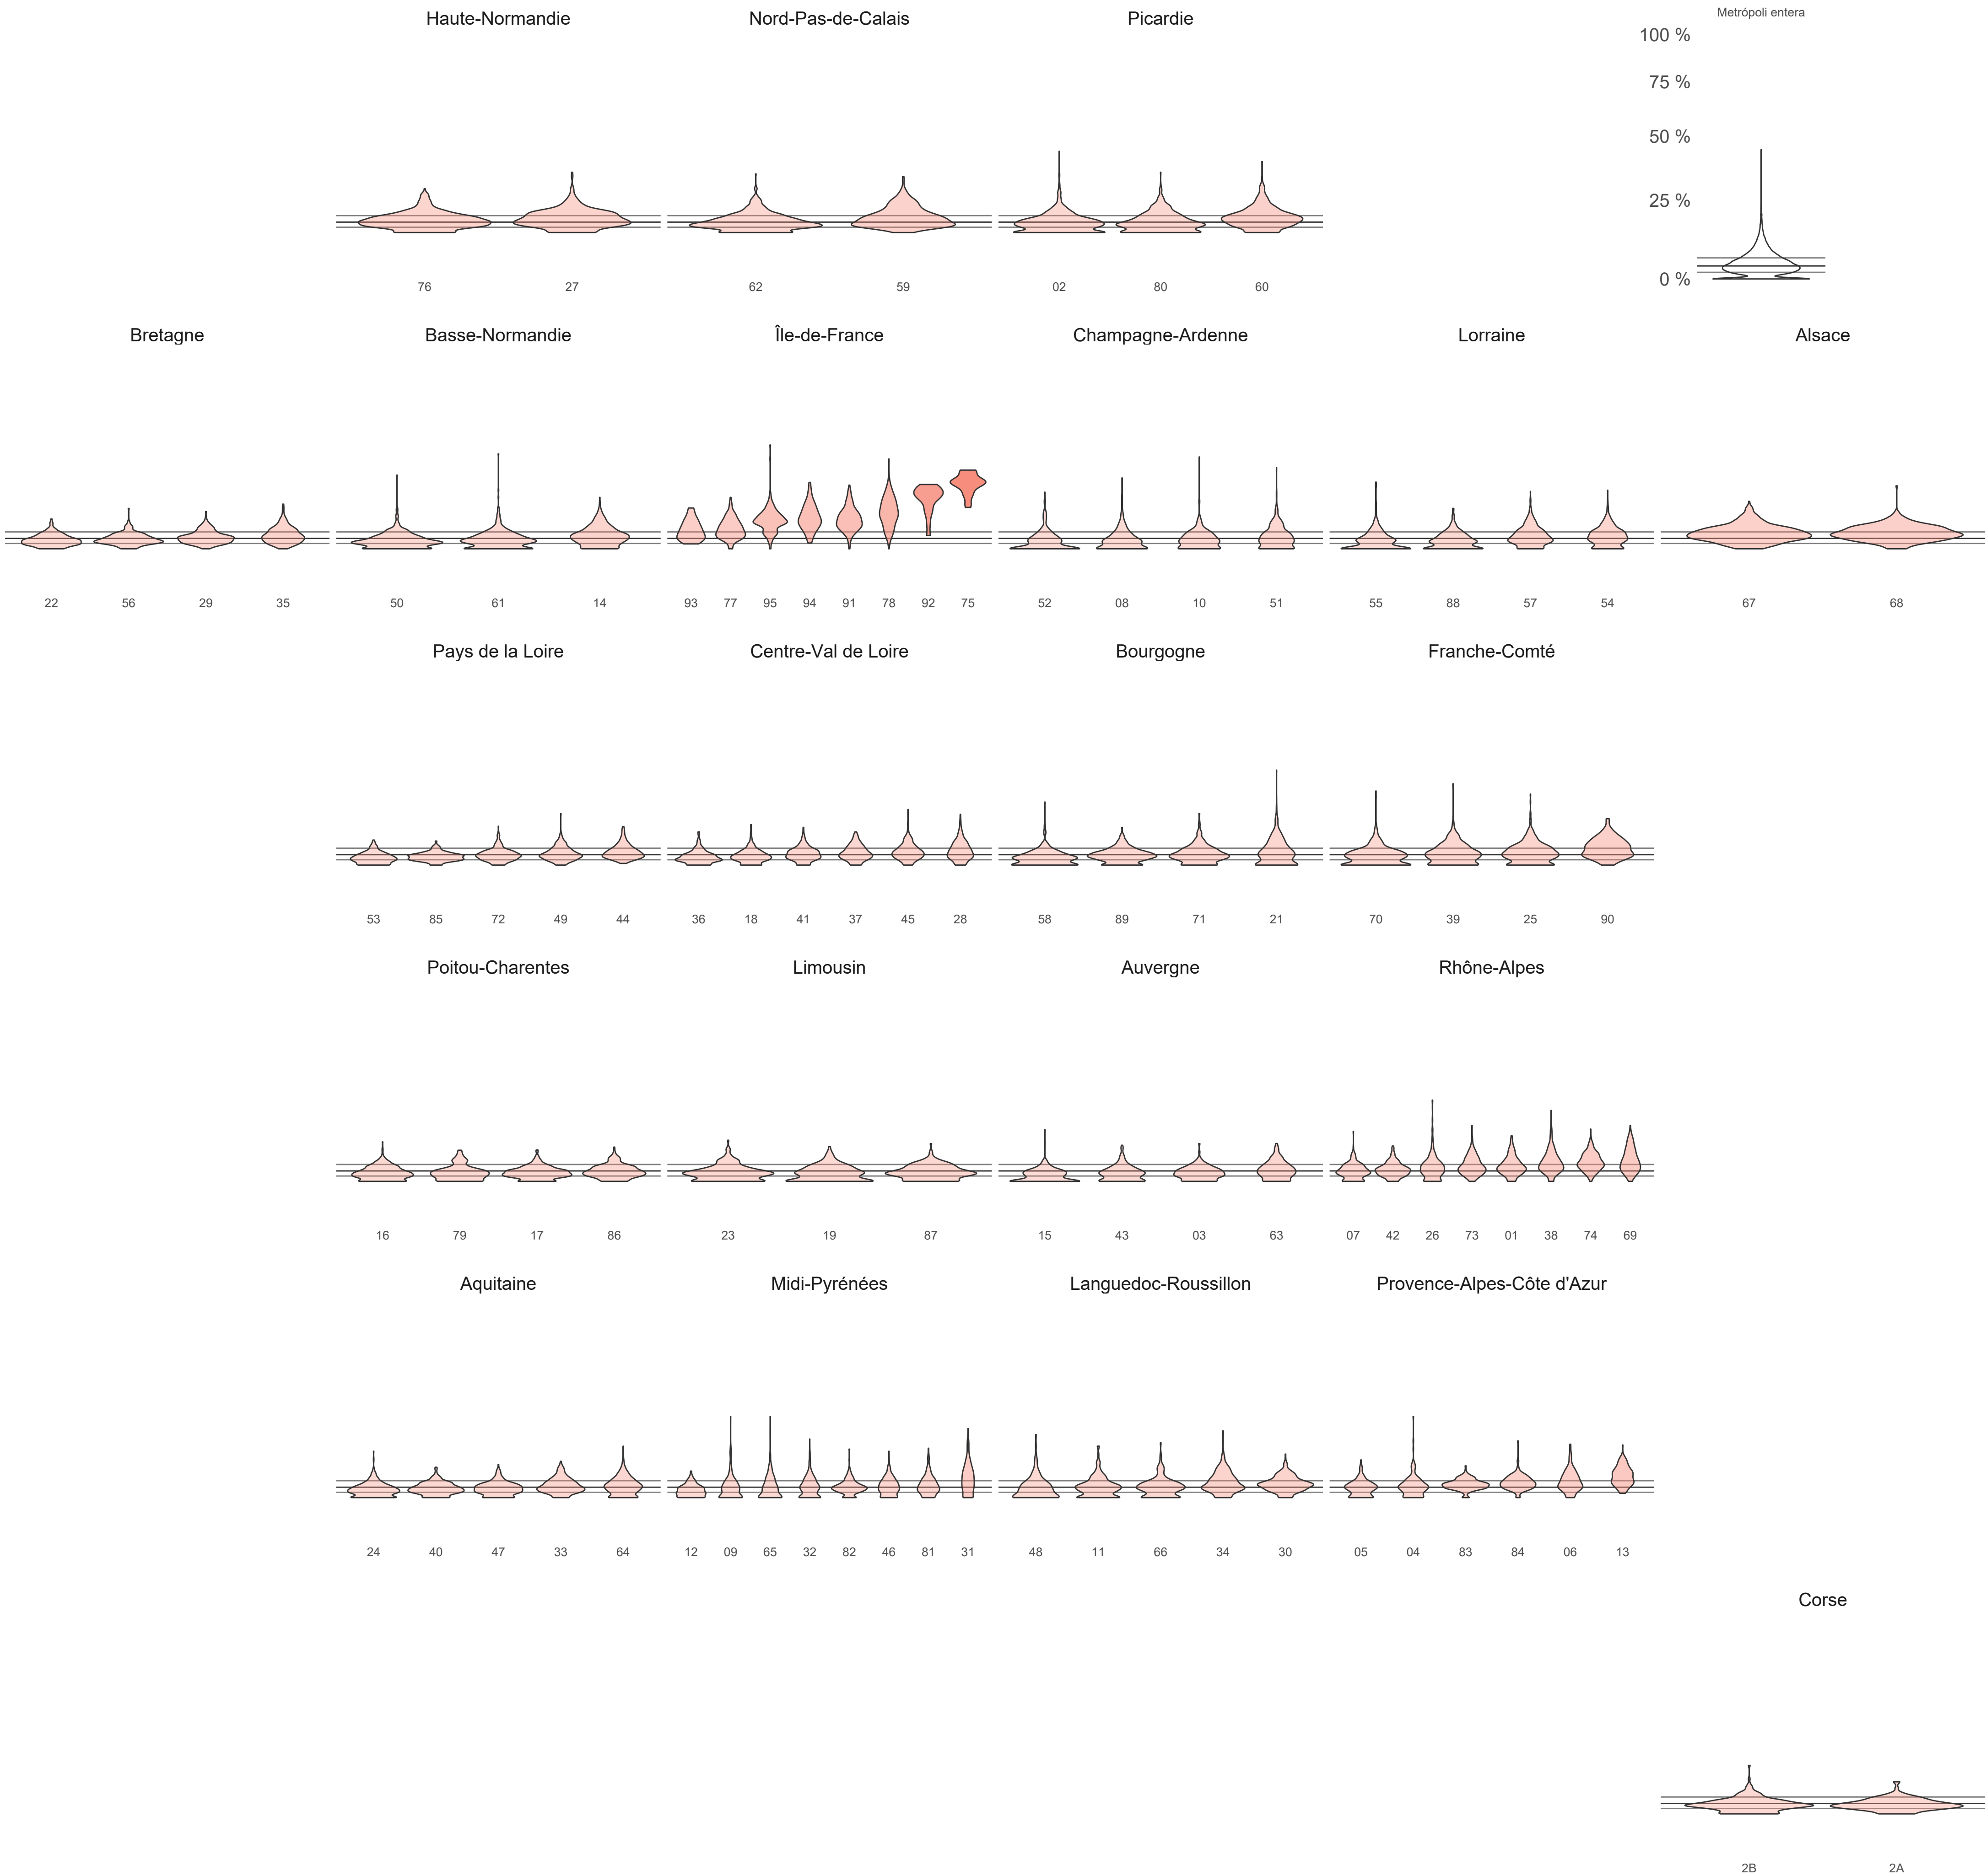 Haute-Normandie Nord-Pas-de-Calais Picardie Metrópoli entera
100 %
75 %
50 %
25 %
0 %
76 27 62 59 02 80 60
Bretagne Basse-Normandie Île-de-France Champagne-Ardenne Lorraine Alsace
22 56 29 35 50 61 14 93 77 95 94 91 78 92 75 52 08 10 51 55 88 57 54 67 68
Pays de la Loire Centre-Val de Loire Bourgogne Franche-Comté
53 85 72 49 44 36 18 41 37 45 28 58 89 71 21 70 39 25 90
Poitou-Charentes Limousin Auvergne Rhône-Alpes
16 79 17 86 23 19 87 15 43 03 63 07 42 26 73 01 38 74 69
Aquitaine Midi-Pyrénées Languedoc-Roussillon Provence-Alpes-Côte d'Azur
24 40 47 33 64 12 09 65 32 82 46 81 31 48 11 66 34 30 05 04 83 84 06 13
Corse
2B 2A